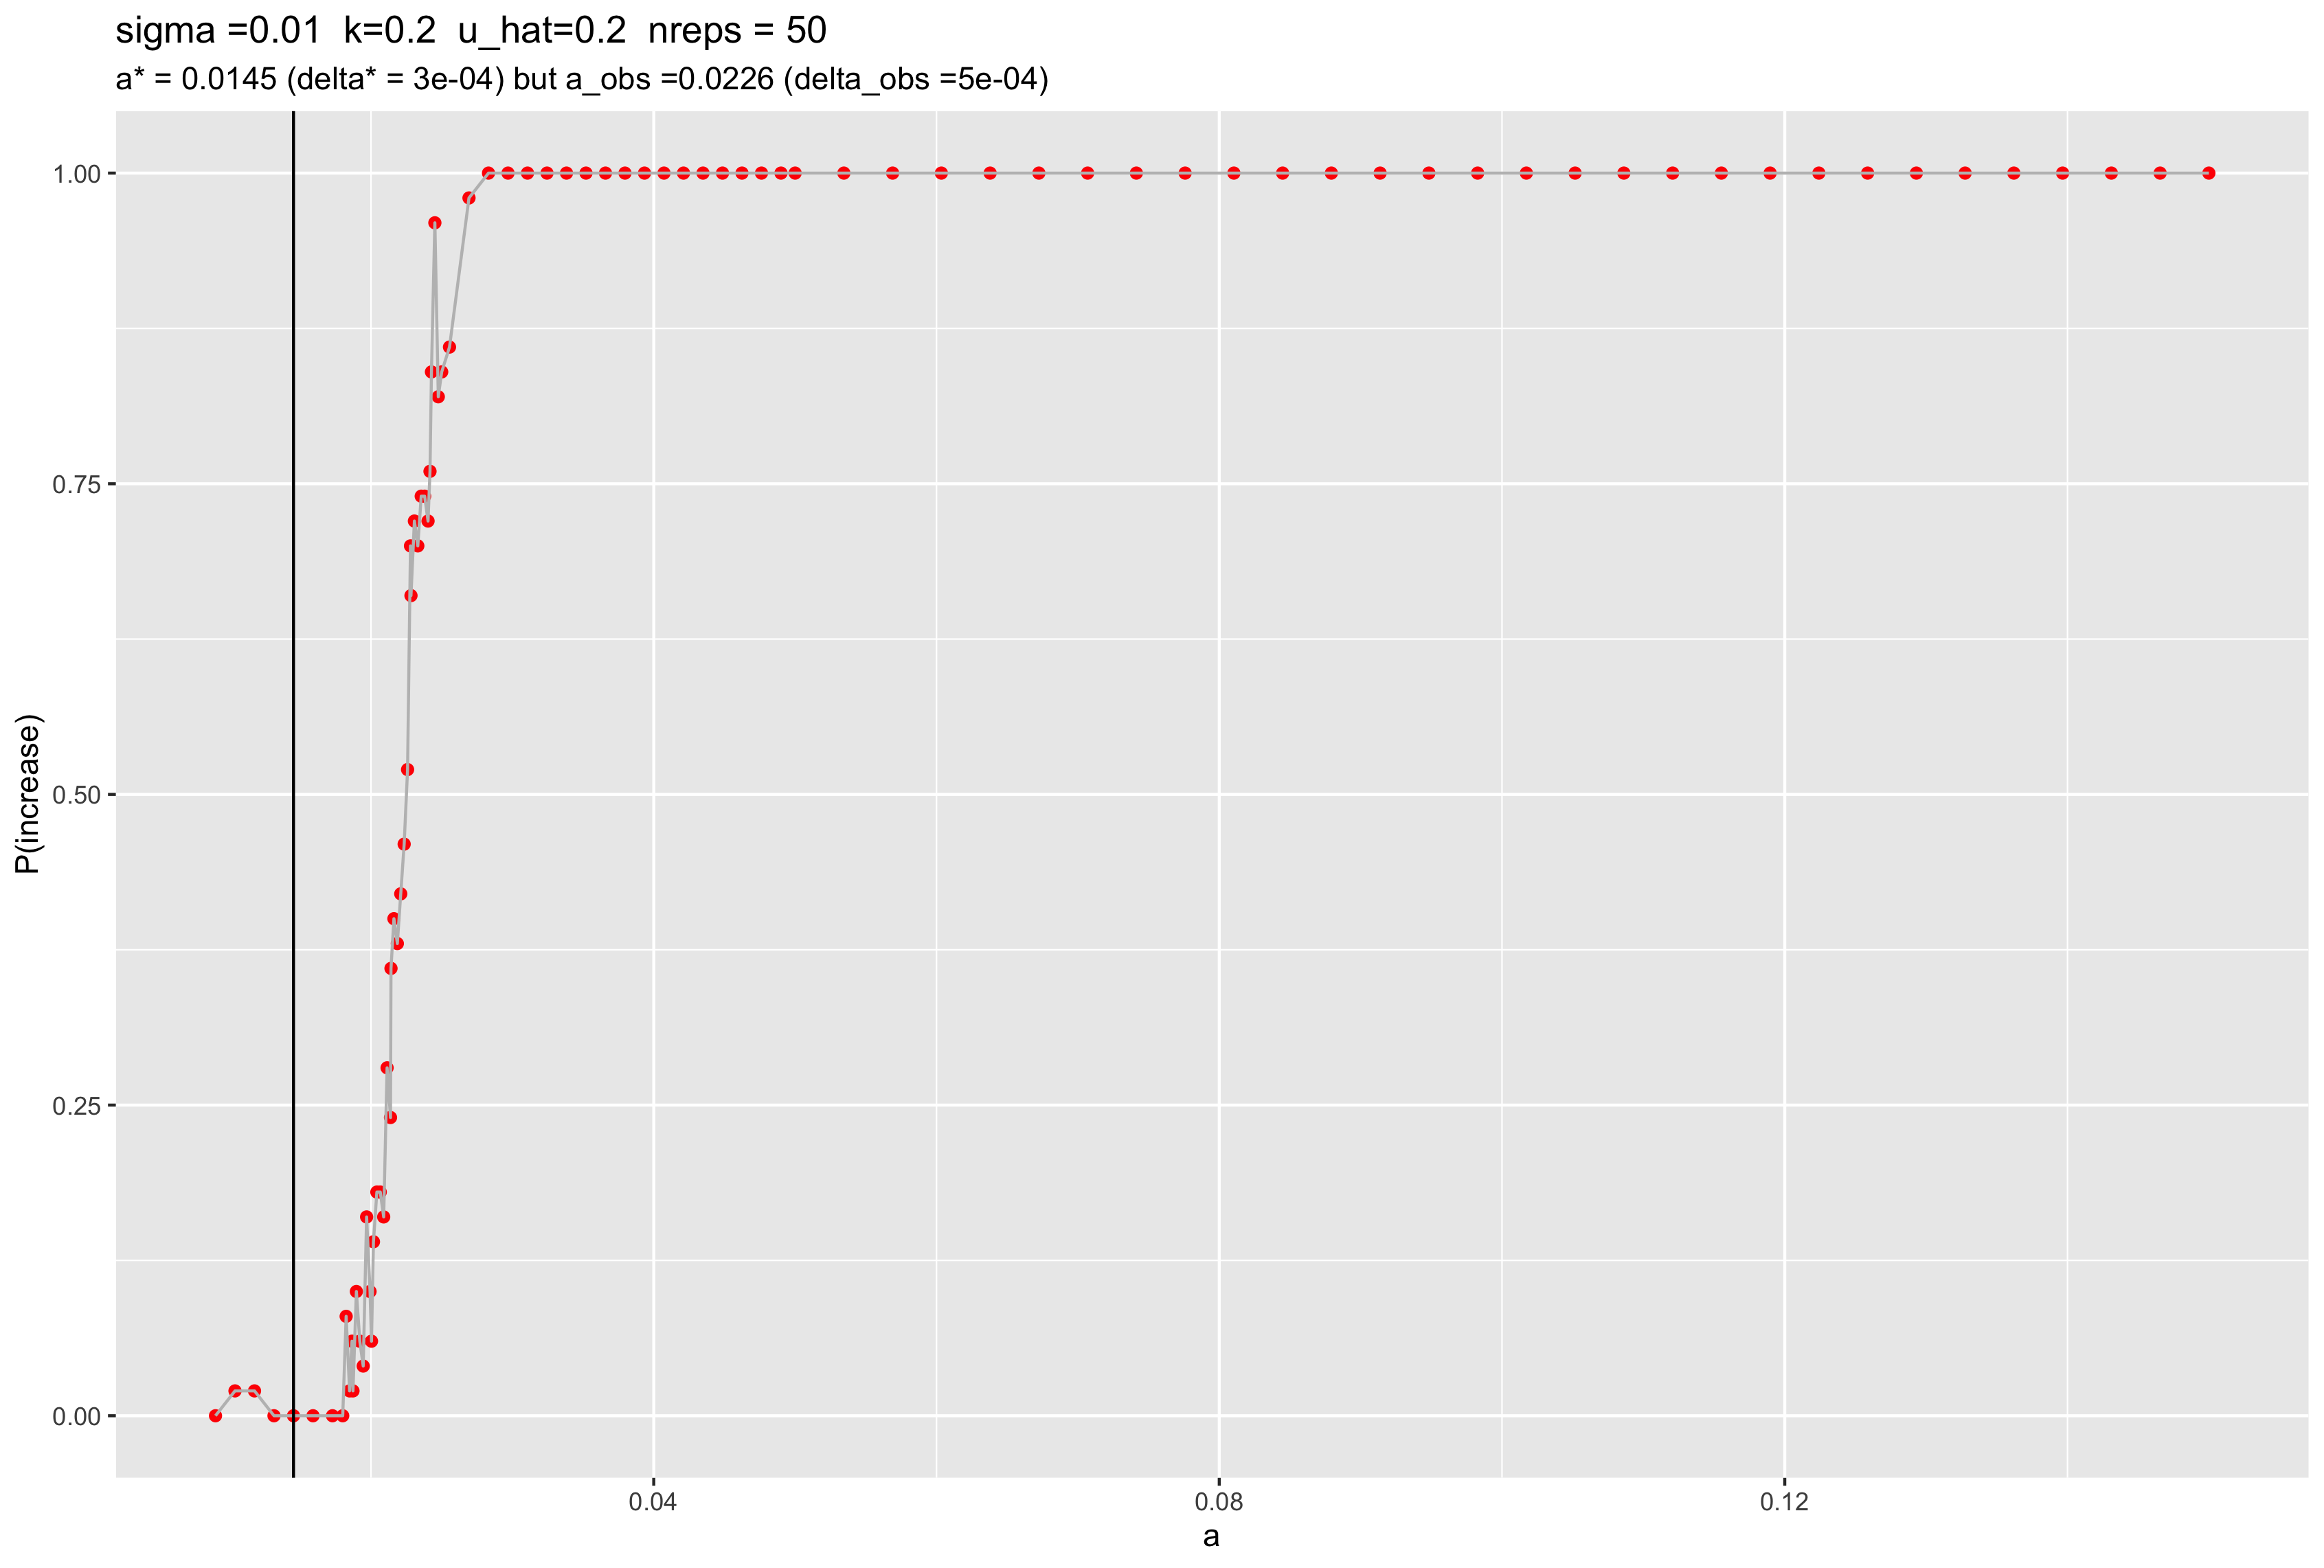 sigma =0.01  k=0.2  u_hat=0.2  nreps = 50
a* = 0.0145 (delta* = 3e-04) but a_obs =0.0226 (delta_obs =5e-04)
1.00
0.75
0.50
0.25
0.00
P(increase)
0.04
0.08
0.12
a